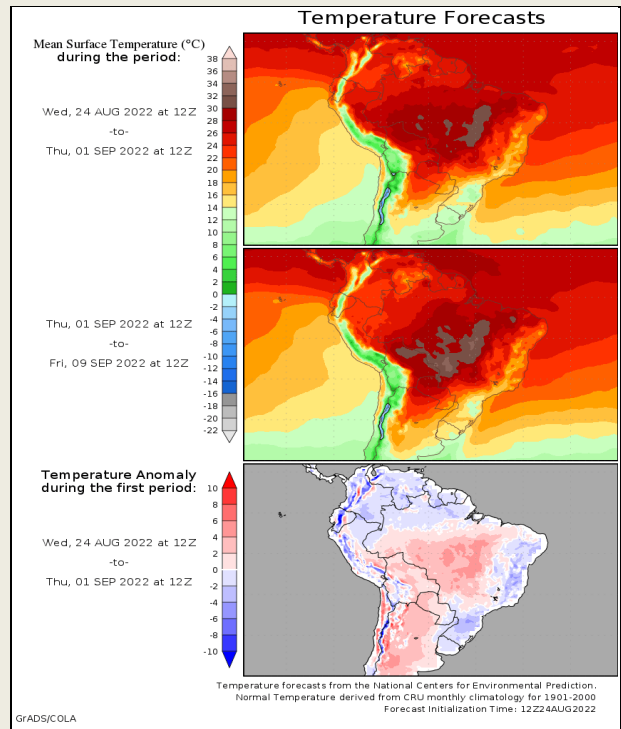 Temperature Forecasts
Mean Surface Temperature (°C)
during the period:
Wed, 24 AUG 2022 at 12Z
-to-
Thu, 01 SEP 2022 at 12Z
38
36
34
32
30
28
26
24
22
20
18
16
14
12
10
8
6
4
2
0
-2
-4
-6
-8
-10
-12
-14
-16
-18
-20
-22
Thu, 01 SEP 2022 at 12Z
-to-
Fri, 09 SEP 2022 at 12Z
Temperature Anomaly
during the first period:
Wed, 24 AUG 2022 at 12Z
-to-
Thu, 01 SEP 2022 at 12Z
10
8
6
4
2
0
-2
-4
-6
-8
-10
Temperature forecasts from the National Centers for Environmental Prediction.
Normal Temperature derived from CRU monthly climatology for 1901-2000
Forecast Initialization Time: 12Z24AUG2022
GrADS/COLA